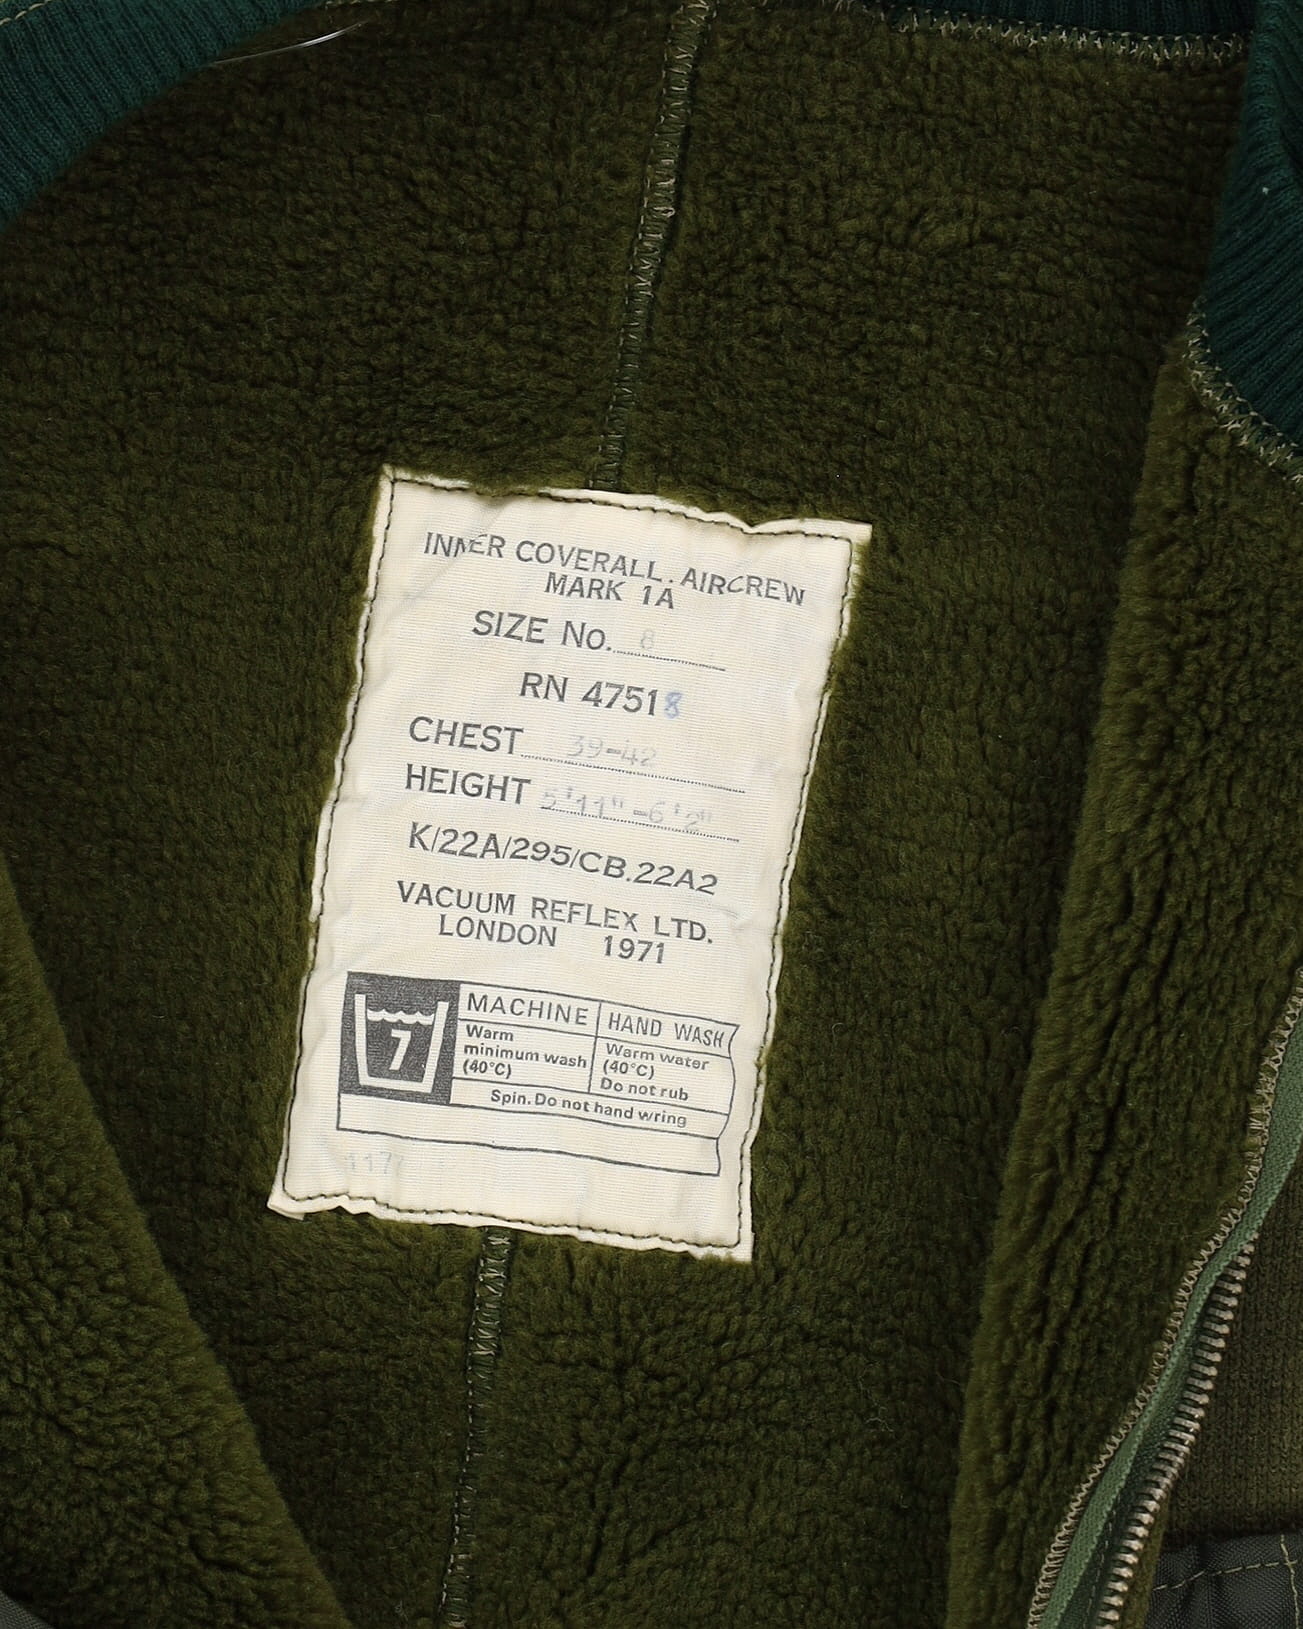 INNER COVERALL. AIRCREW
MARK 1A
SIZE No. 8
RN 47518
CHEST 39-42
HEIGHT 5'11"-6'2"
K/22A/295/CB.22A2
VACUUM REFLEX LTD.
LONDON 1971
7
MACHINE
HAND WASH
Warm
minimum wash
(40°C)
Warm water
(40°C)
Do not rub
Spin. Do not hand wring
1177